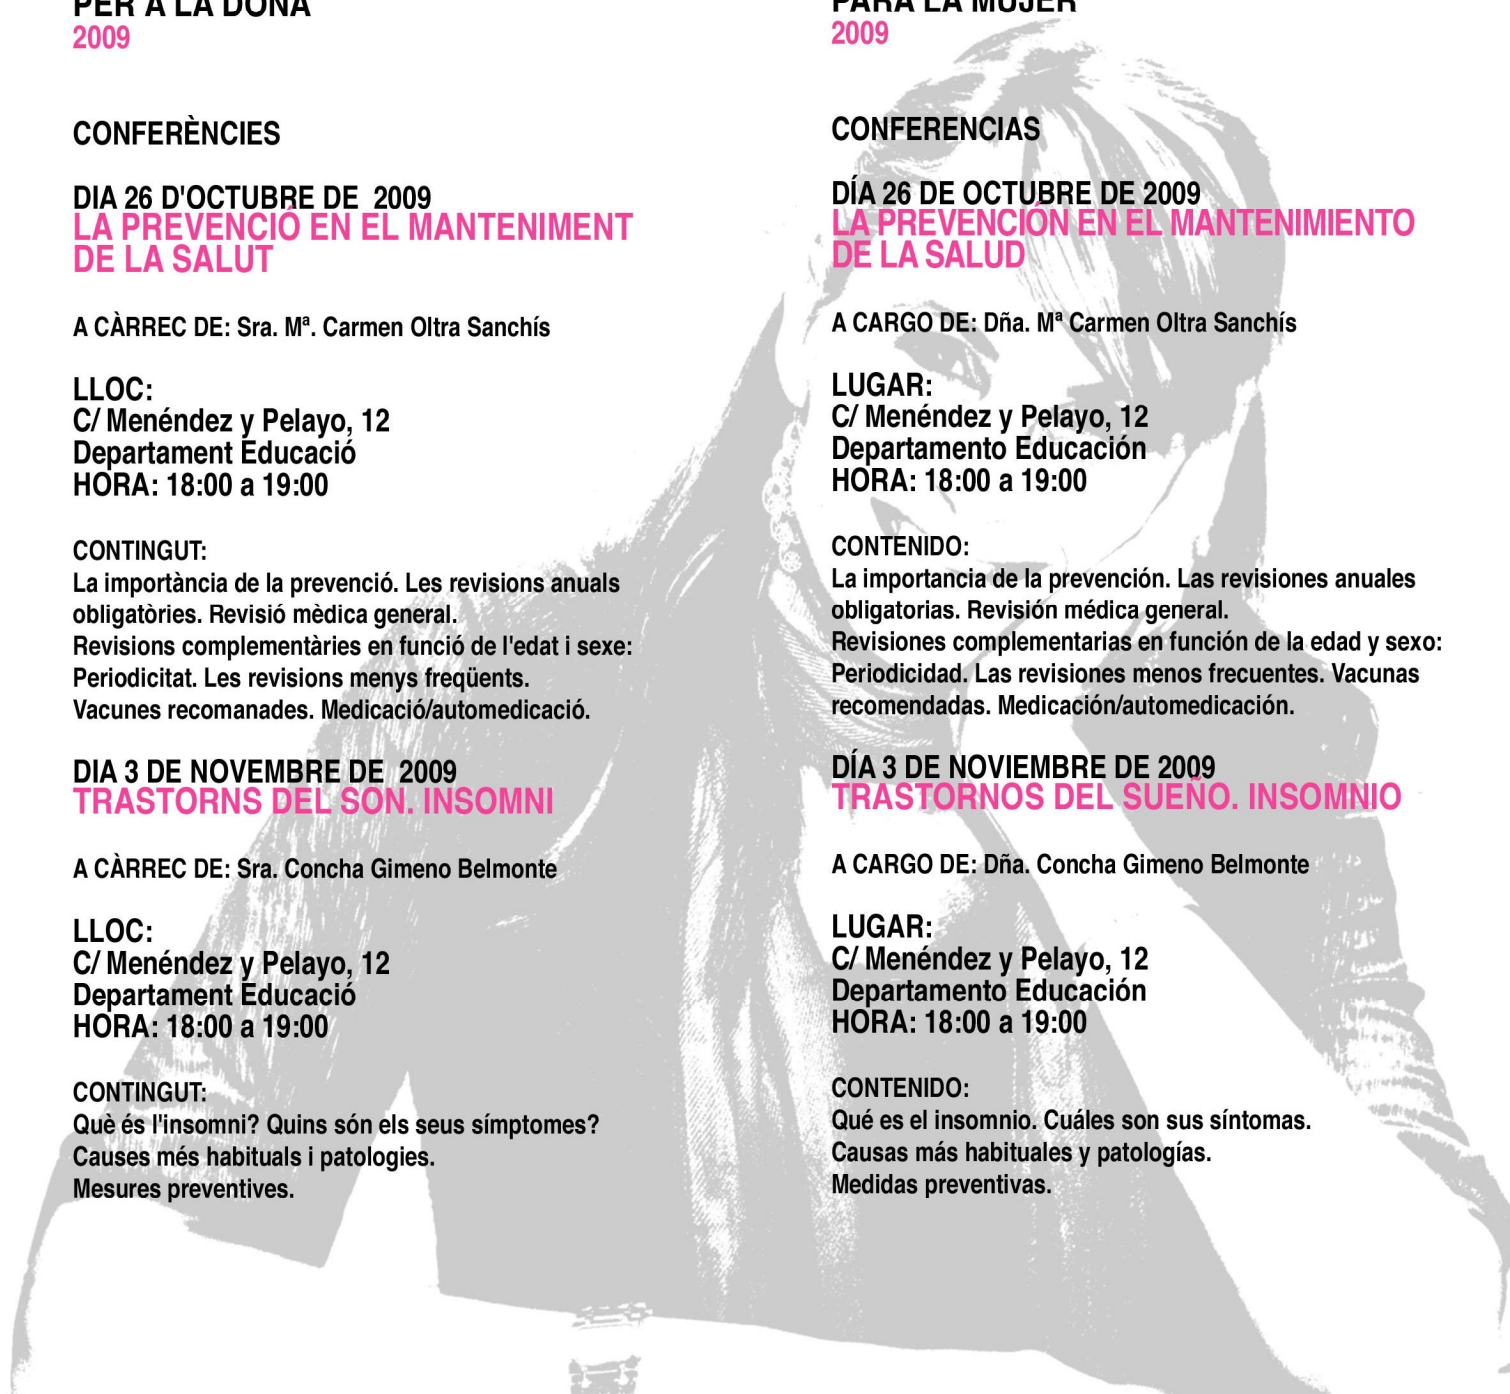 PER A LA DONA
2009
CONFERÈNCIES
DIA 26 D'OCTUBRE DE 2009
LA PREVENCIÓ EN EL MANTENIMENT
DE LA SALUT
A CÀRREC DE: Sra. Mª. Carmen Oltra Sanchís
LLOC:
C/ Menéndez y Pelayo, 12
Departament Educació
HORA: 18:00 a 19:00
CONTINGUT:
La importància de la prevenció. Les revisions anuals
obligatòries. Revisió mèdica general.
Revisions complementàries en funció de l'edat i sexe:
Periodicitat. Les revisions menys freqüents.
Vacunes recomanades. Medicació/automedicació.
DIA 3 DE NOVEMBRE DE 2009
TRASTORNS DEL SON. INSOMNI
A CÀRREC DE: Sra. Concha Gimeno Belmonte
LLOC:
C/ Menéndez y Pelayo, 12
Departament Educació
HORA: 18:00 a 19:00
CONTINGUT:
Què és l'insomni? Quins són els seus símptomes?
Causes més habituals i patologies.
Mesures preventives.
PARA LA MUJER
2009
CONFERENCIAS
DÍA 26 DE OCTUBRE DE 2009
LA PREVENCIÓN EN EL MANTENIMIENTO
DE LA SALUD
A CARGO DE: Dña. Mª Carmen Oltra Sanchís
LUGAR:
C/ Menéndez y Pelayo, 12
Departamento Educación
HORA: 18:00 a 19:00
CONTENIDO:
La importancia de la prevención. Las revisiones anuales
obligatorias. Revisión médica general.
Revisiones complementarias en función de la edad y sexo:
Periodicidad. Las revisiones menos frecuentes. Vacunas
recomendadas. Medicación/automedicación.
DÍA 3 DE NOVIEMBRE DE 2009
TRASTORNOS DEL SUEÑO. INSOMNIO
A CARGO DE: Dña. Concha Gimeno Belmonte
LUGAR:
C/ Menéndez y Pelayo, 12
Departamento Educación
HORA: 18:00 a 19:00
CONTENIDO:
Qué es el insomnio. Cuáles son sus síntomas.
Causas más habituales y patologías.
Medidas preventivas.